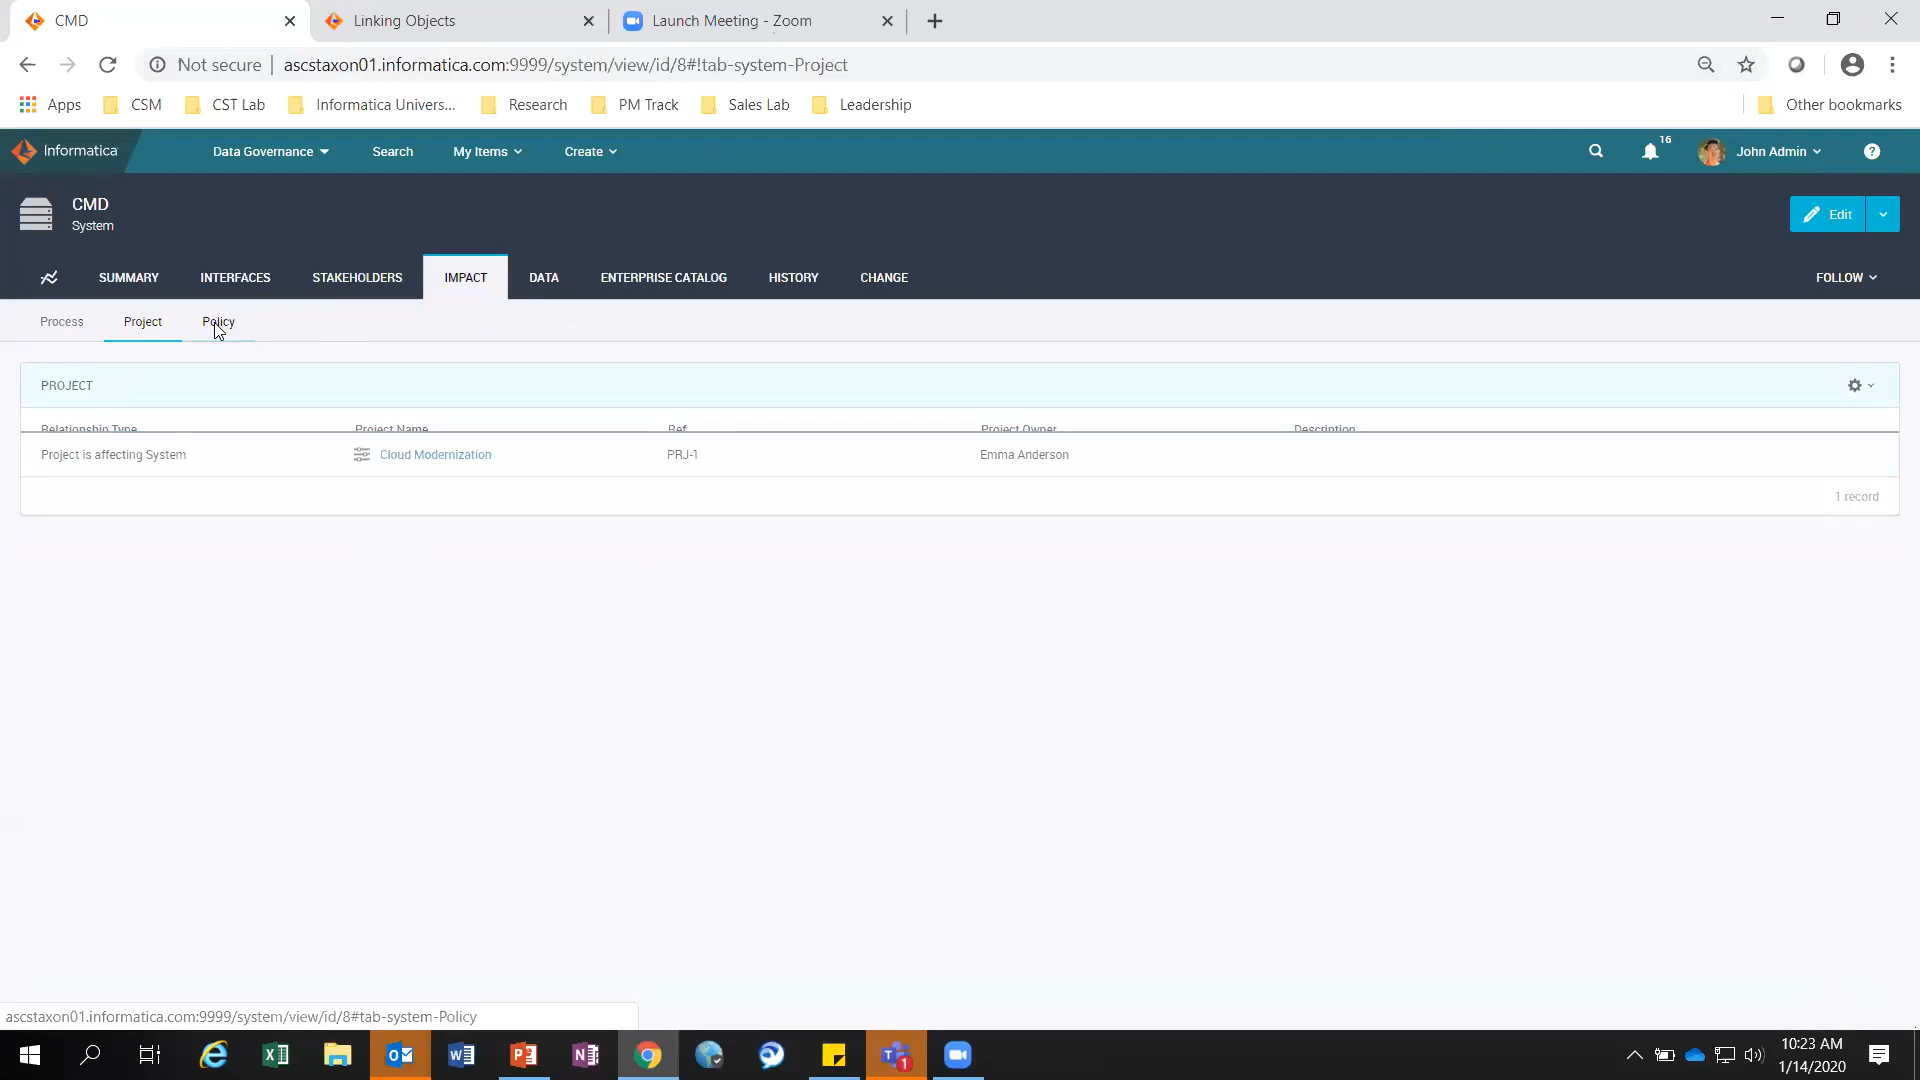 CMD
Linking Objects
Launch Meeting - Zoom
Not secure
ascstaxon01.informatica.com:9999/system/view/id/8#!tab-system-Project
Apps
CSM
CST Lab
Informatica Univers...
Research
PM Track
Sales Lab
Leadership
Other bookmarks
Informatica
Data Governance
Search
My Items
Create
16
John Admin
?
CMD
System
Edit
SUMMARY
INTERFACES
STAKEHOLDERS
IMPACT
DATA
ENTERPRISE CATALOG
HISTORY
CHANGE
FOLLOW
Process
Project
Policy
PROJECT
Relationship Type
Project Name
Ref
Project Owner
Description
Project is affecting System
Cloud Modernization
PRJ-1
Emma Anderson
1 record
ascstaxon01.informatica.com:9999/system/view/id/8#tab-system-Policy
1
10:23 AM
1/14/2020